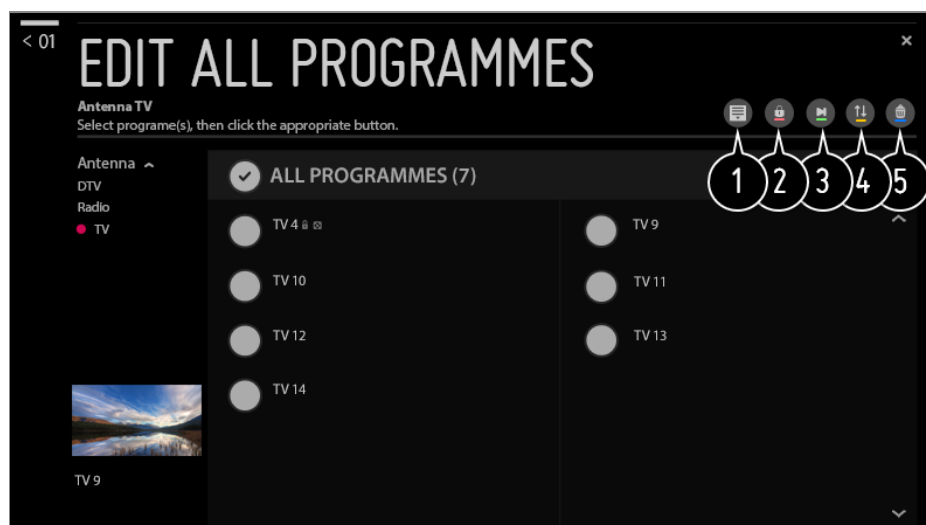 < 01
EDIT ALL PROGRAMMES
×
Antenna TV
Select programe(s), then click the appropriate button.
1 2 3 4 5
Antenna
DTV
Radio
TV
ALL PROGRAMMES (7)
TV 4
TV 9
TV 10
TV 11
TV 12
TV 13
TV 14
TV 9